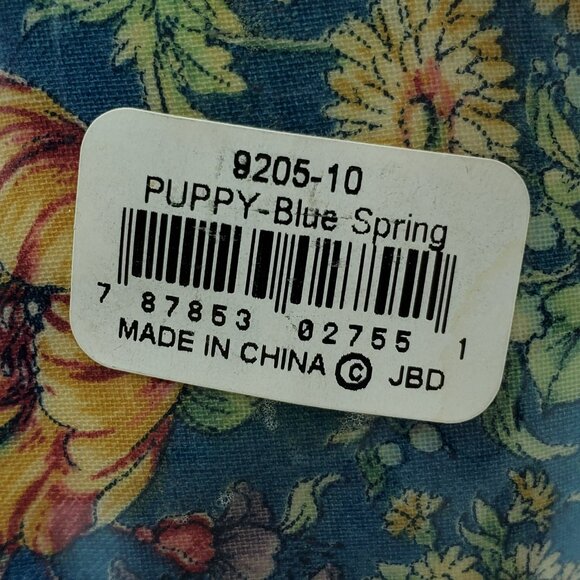 9205-10
PUPPY-Blue Spring
7 87853 02755 1
MADE IN CHINA © JBD